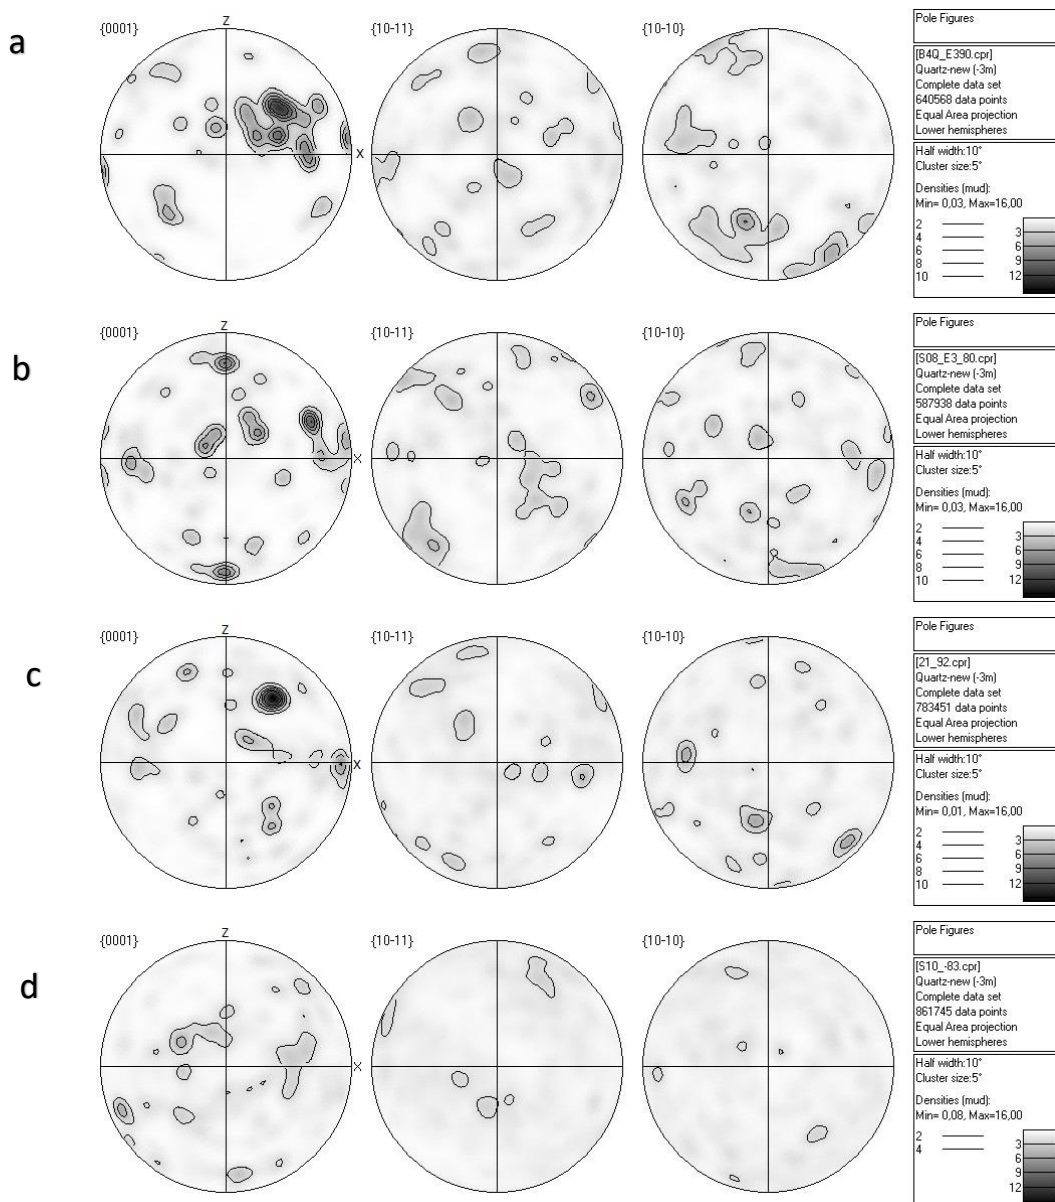 a
{0001}
Z
X
{10-11}
{10-10}
Pole Figures
[B4Q_E390.cpr]
Quartz-new (-3m)
Complete data set
640568 data points
Equal Area projection
Lower hemispheres
Half width:10°
Cluster size:5°
Densities (mud):
Min= 0,03, Max=16,00
2
4
6
8
10
3
6
9
12
b
{0001}
Z
X
{10-11}
{10-10}
Pole Figures
[S08_E3_80.cpr]
Quartz-new (-3m)
Complete data set
587938 data points
Equal Area projection
Lower hemispheres
Half width:10°
Cluster size:5°
Densities (mud):
Min= 0,03, Max=16,00
2
4
6
8
10
3
6
9
12
c
{0001}
Z
X
{10-11}
{10-10}
Pole Figures
[21_92.cpr]
Quartz-new (-3m)
Complete data set
783451 data points
Equal Area projection
Lower hemispheres
Half width:10°
Cluster size:5°
Densities (mud):
Min= 0,01, Max=16,00
2
4
6
8
10
3
6
9
12
d
{0001}
Z
X
{10-11}
{10-10}
Pole Figures
[S10_-83.cpr]
Quartz-new (-3m)
Complete data set
861745 data points
Equal Area projection
Lower hemispheres
Half width:10°
Cluster size:5°
Densities (mud):
Min= 0,08, Max=16,00
2
4
3
6
9
12